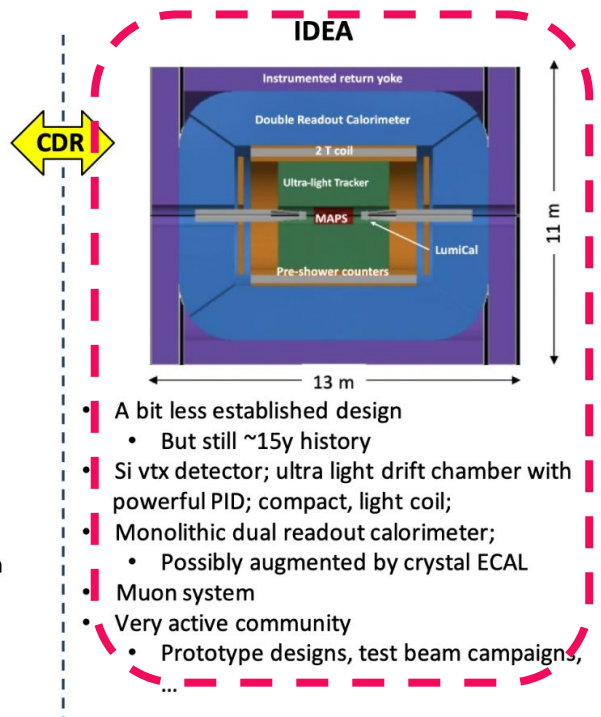 IDEA
Instrumented return yoke
Double Readout Calorimeter
CDR
2 T coil
Ultra-light Tracker
MAPS
LumiCal
Pre-shower counters
11 m
13 m
• A bit less established design
• But still ~15y history
• Si vtx detector; ultra light drift chamber with
powerful PID; compact, light coil;
• Monolithic dual readout calorimeter;
• Possibly augmented by crystal ECAL
• Muon system
• Very active community
• Prototype designs, test beam campaigns,
...